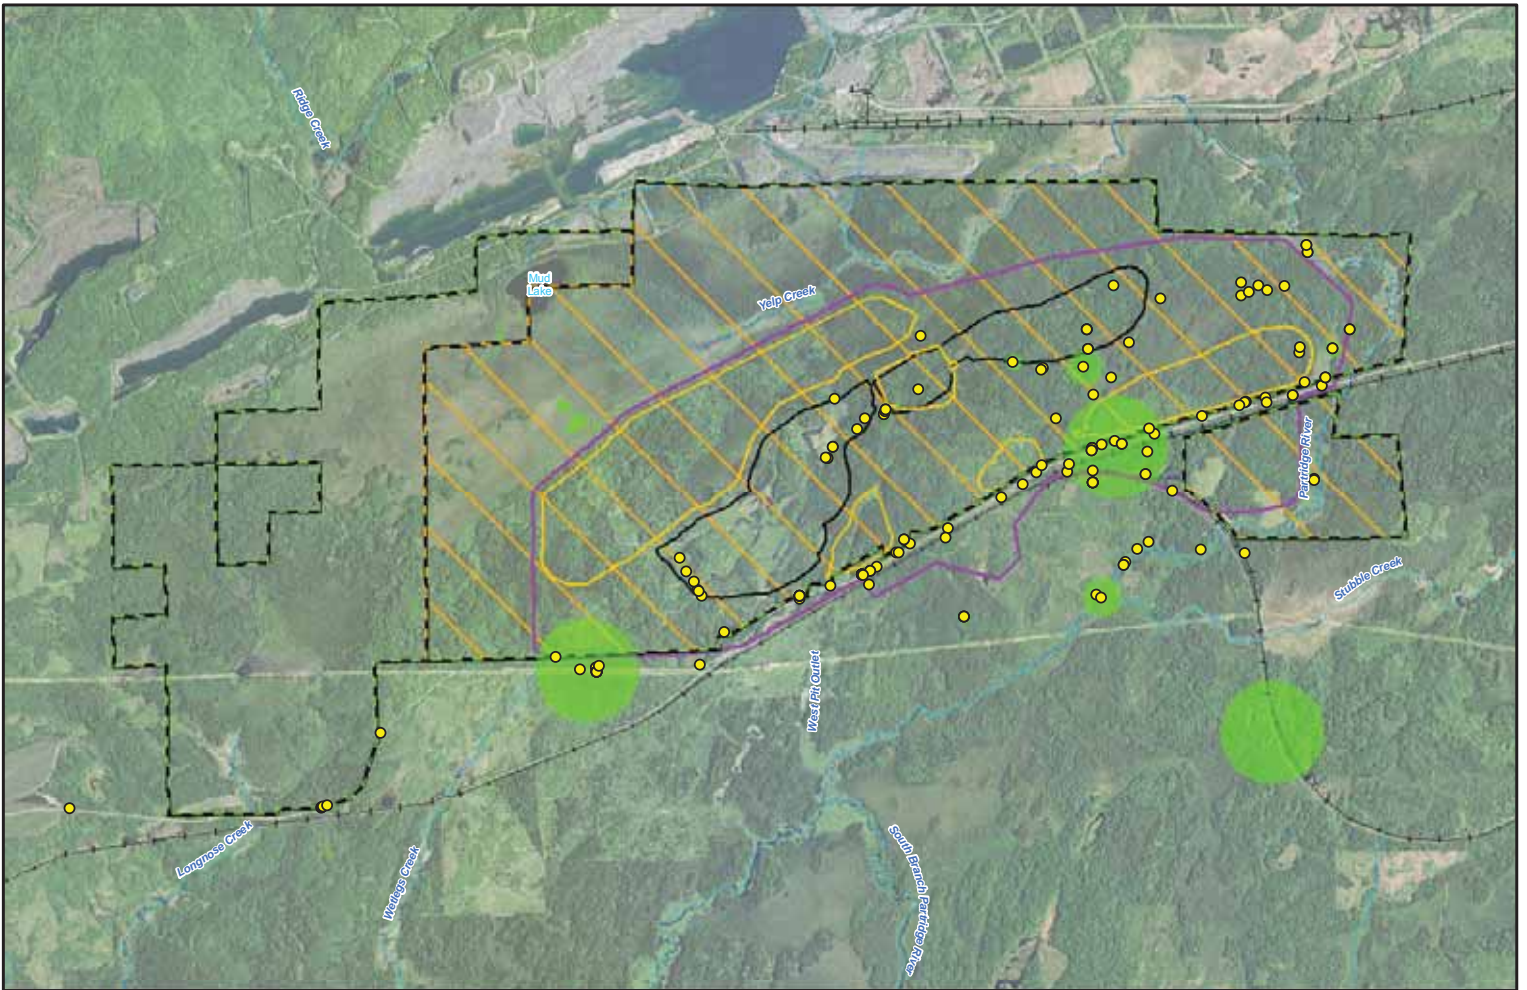 Ridge Creek
Mud
Lake
Yelp Creek
Partridge River
Stubble Creek
West Pit Outlet
Longnose Creek
Wetlegs Creek
South Branch Partridge River